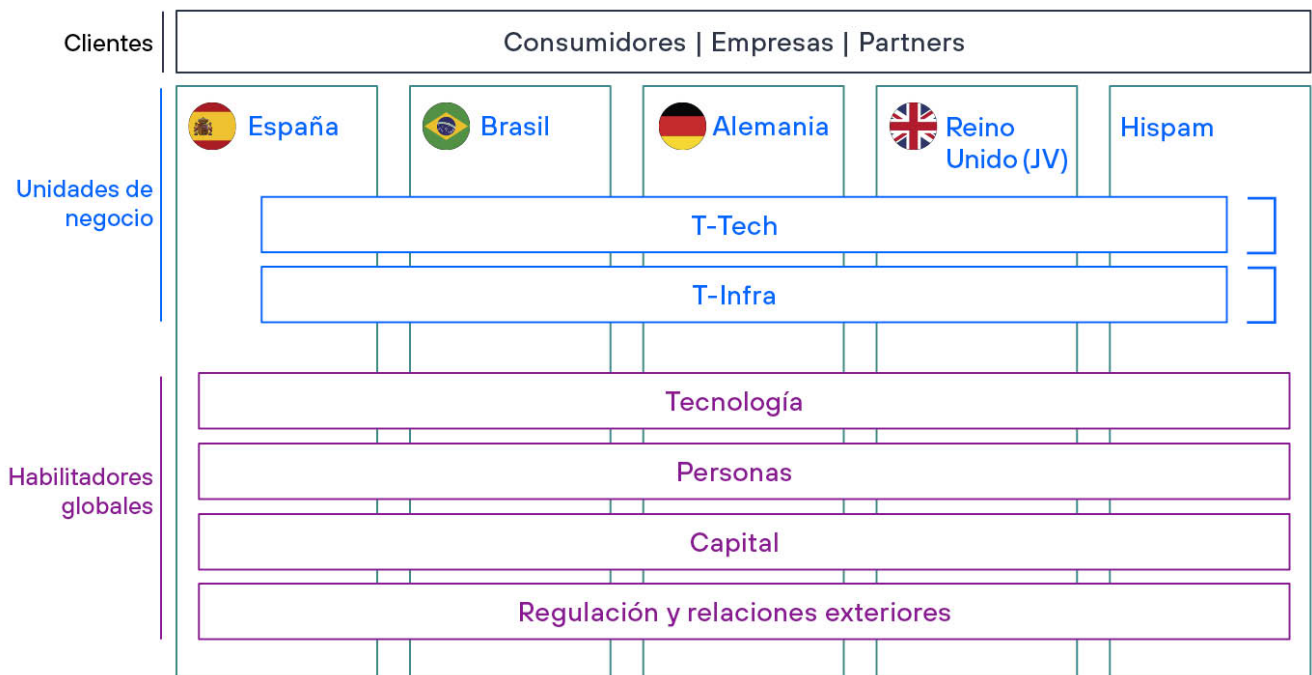 Clientes
Consumidores | Empresas | Partners
España
Brasil
Alemania
Reino
Unido (JV)
Hispam
Unidades de
negocio
T-Tech
T-Infra
Habilitadores
globales
Tecnología
Personas
Capital
Regulación y relaciones exteriores